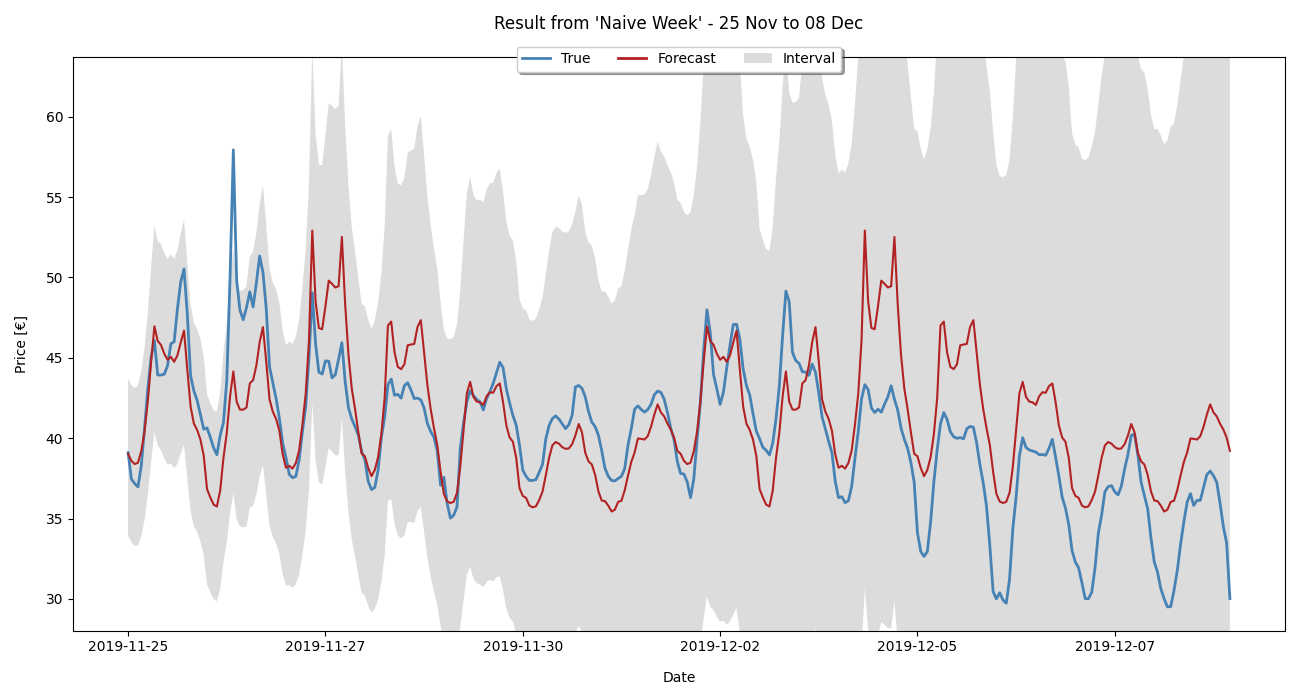 Result from 'Naive Week' - 25 Nov to 08 Dec
True
Forecast
Interval
60
55
50
45
40
35
30
Price [€]
2019-11-25
2019-11-27
2019-11-30
2019-12-02
2019-12-05
2019-12-07
Date